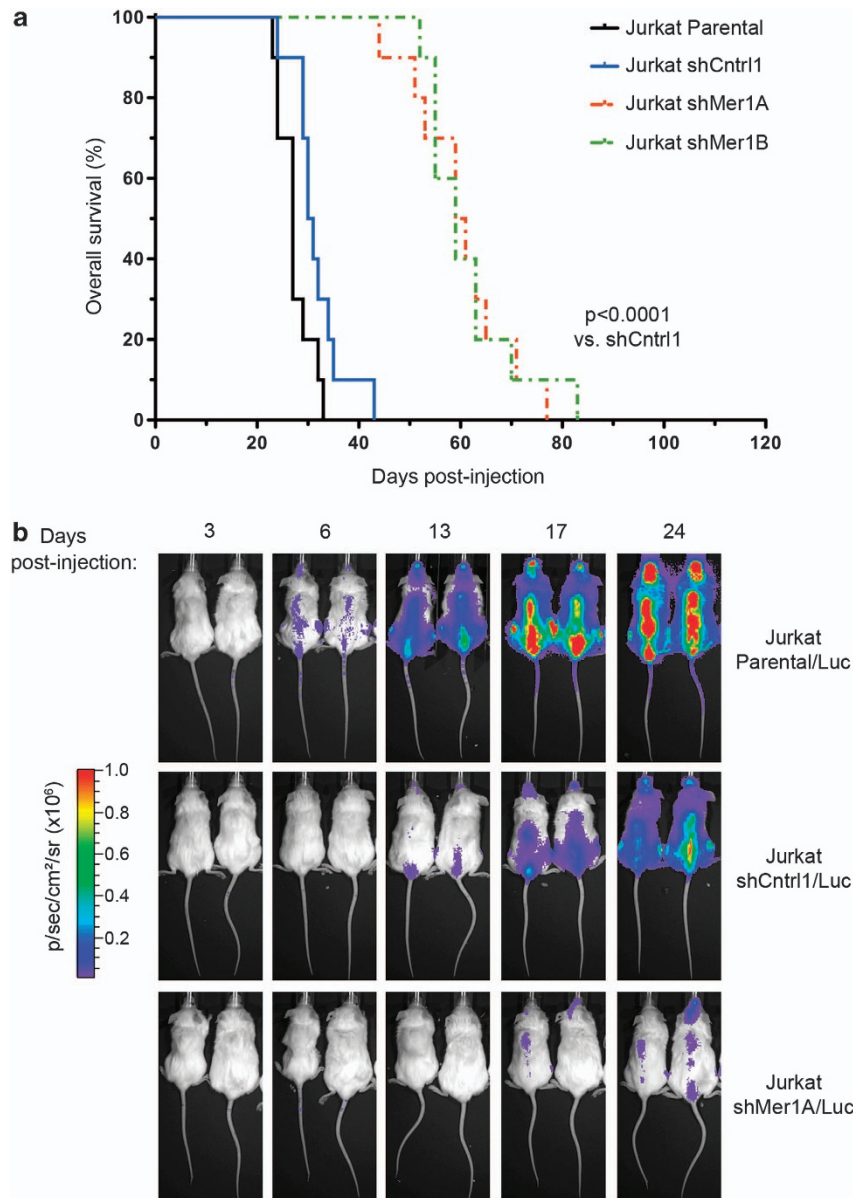 a
100
80
60
40
20
0
Overall survival (%)
0 20 40 60 80 100 120
Days post-injection
Jurkat Parental
Jurkat shCntrl1
Jurkat shMer1A
Jurkat shMer1B
p<0.0001
vs. shCntrl1
b
Days
post-injection:
3 6 13 17 24
Jurkat
Parental/Luc
p/sec/cm²/sr (x10⁶)
1.0
0.8
0.6
0.4
0.2
Jurkat
shCntrl1/Luc
Jurkat
shMer1A/Luc